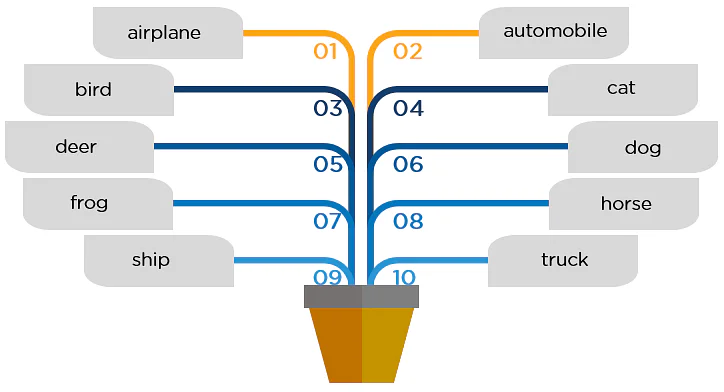 airplane
01
02
automobile
bird
03
04
cat
deer
05
06
dog
frog
07
08
horse
ship
09
10
truck